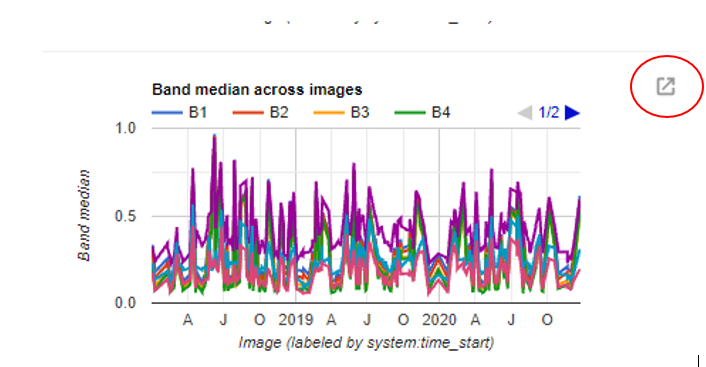 Band median across images
B1 B2 B3 B4 1/2
1.0
0.5
0.0
Band median
A J O 2019 A J O 2020 A J O
Image (labeled by system:time_start)